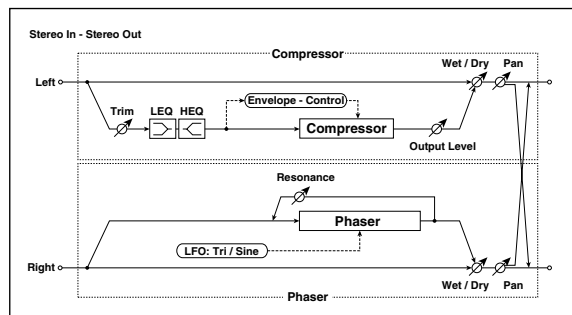 Stereo In - Stereo Out
Compressor
Wet / Dry Pan
Left
Trim LEQ HEQ Envelope - Control
Compressor
Output Level
Resonance
Phaser
LFO: Tri / Sine
Right
Wet / Dry Pan
Phaser